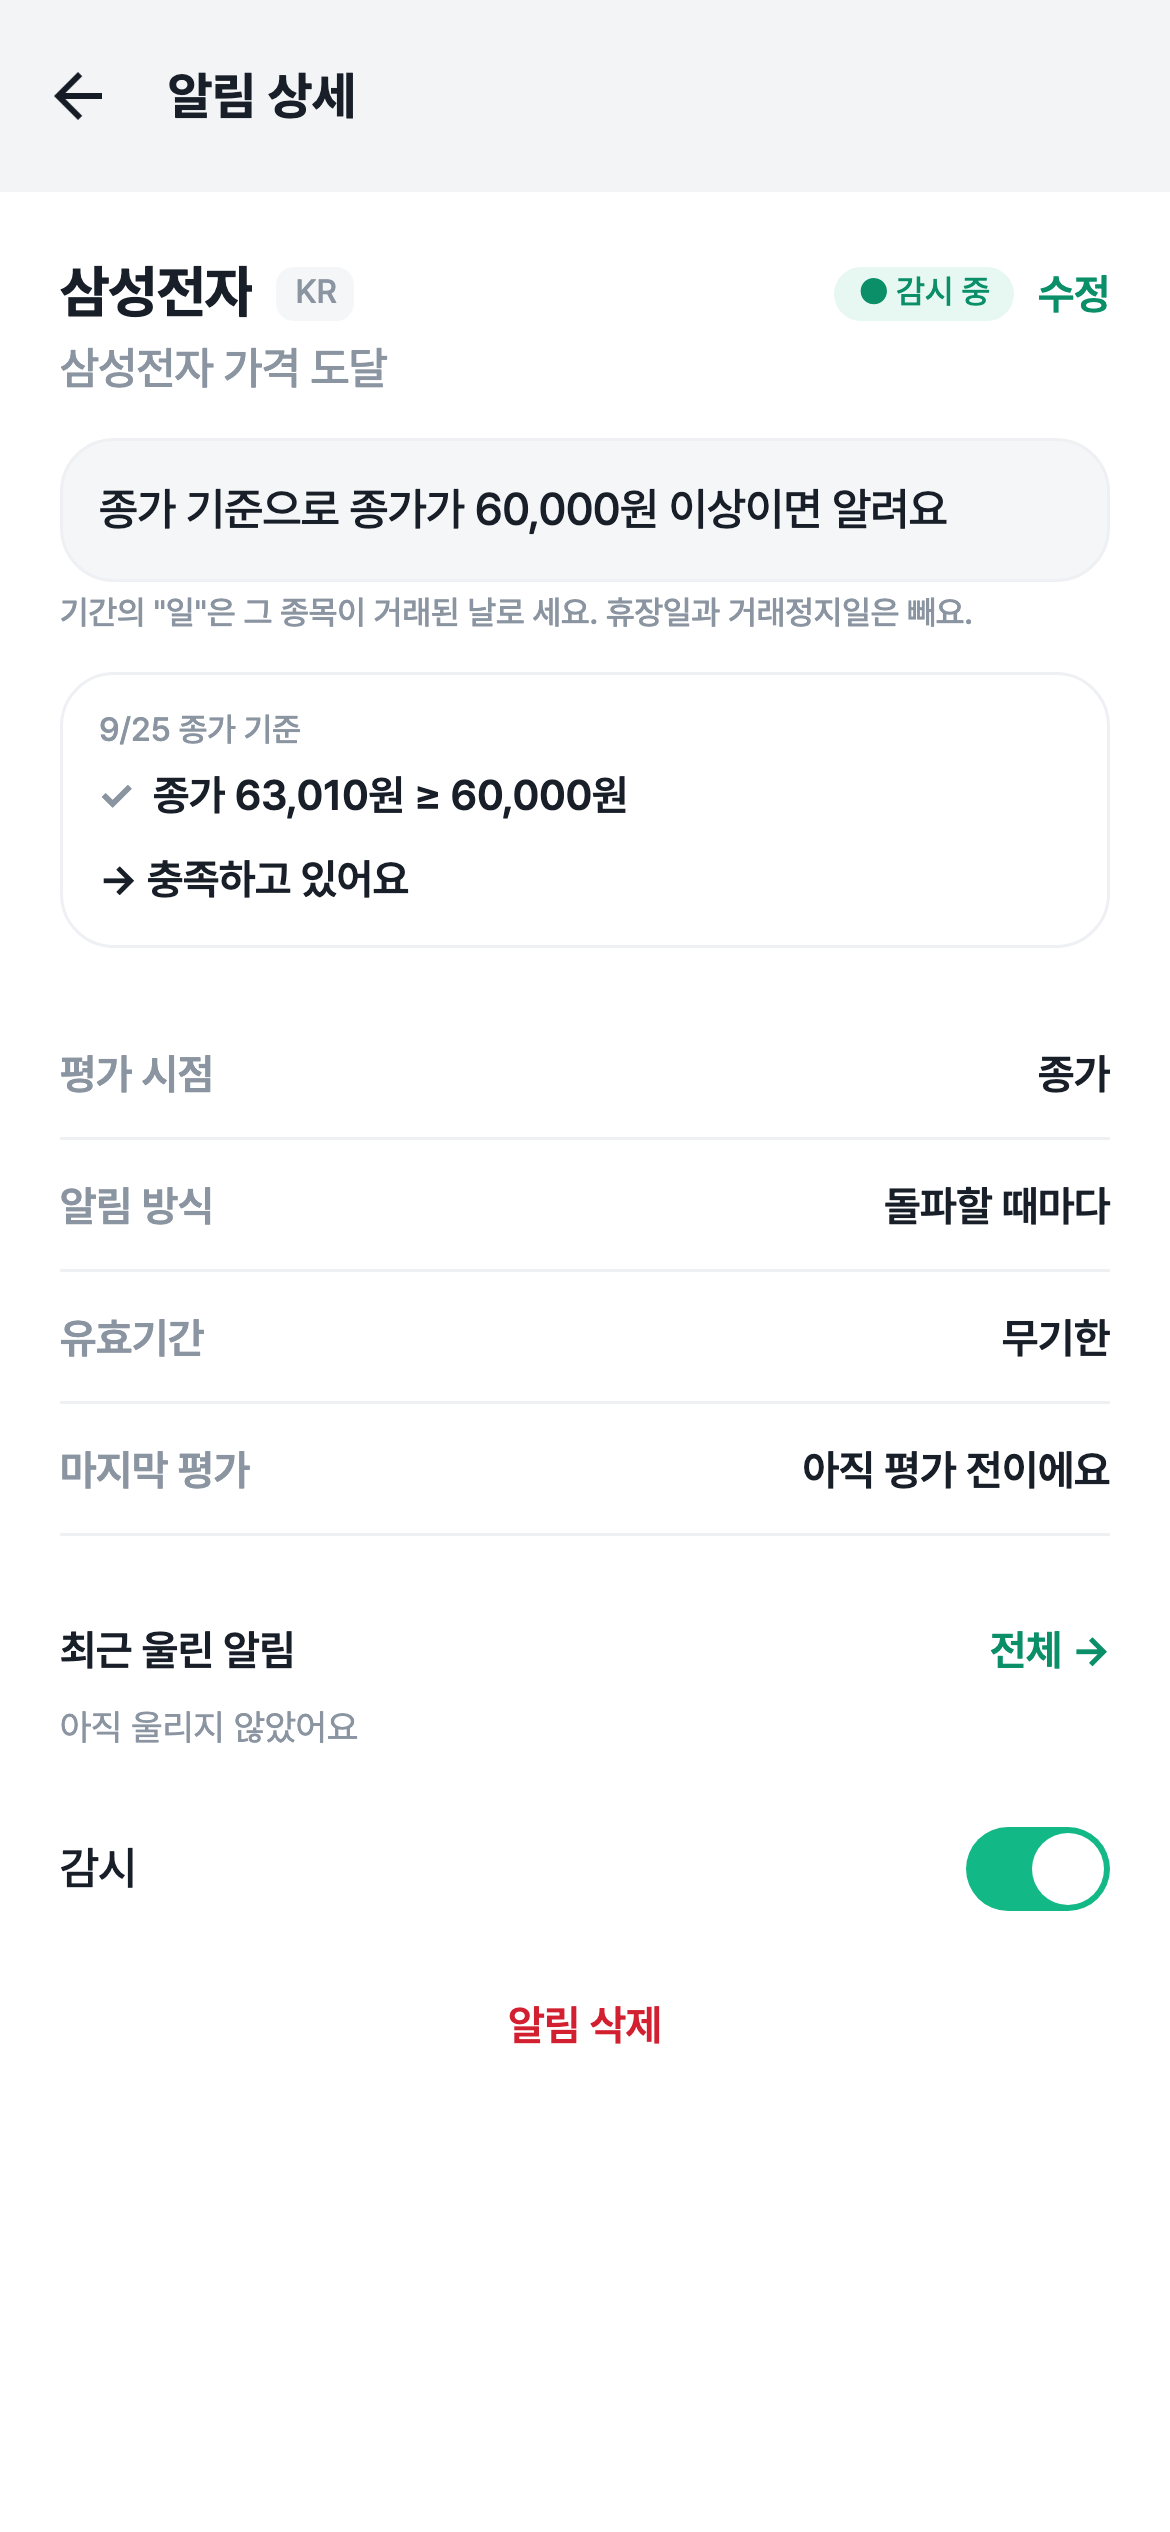 알림 상세
삼성전자 KR 감시 중 수정
삼성전자 가격 도달
종가 기준으로 종가가 60,000원 이상이면 알려요
기간의 "일"은 그 종목이 거래된 날로 세요. 휴장일과 거래정지일은 빼요.
9/25 종가 기준
✓ 종가 63,010원 ≥ 60,000원
→ 충족하고 있어요
평가 시점 종가
알림 방식 돌파할 때마다
유효기간 무기한
마지막 평가 아직 평가 전이에요
최근 울린 알림 전체 →
아직 울리지 않았어요
감시
알림 삭제